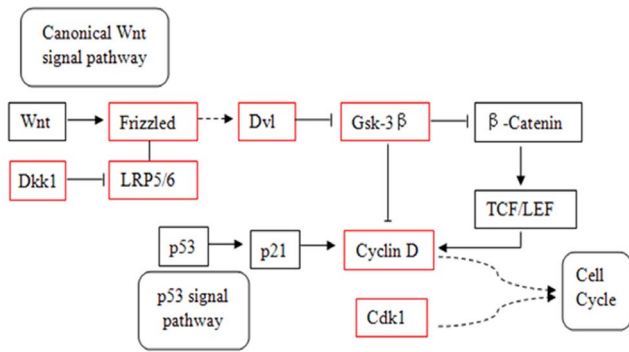 Canonical Wnt
signal pathway
Wnt
Frizzled
Dvl
Gsk-3β
β-Catenin
Dkk1
LRP5/6
TCF/LEF
p53
p21
Cyclin D
p53 signal
pathway
Cdk1
Cell
Cycle